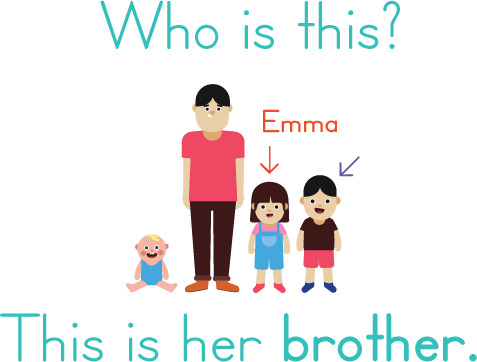 Who is this?
Emma
This is her brother.